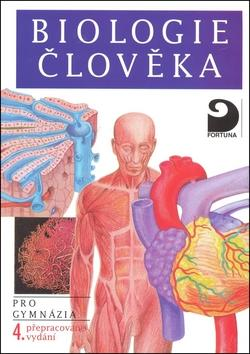 BIOLOGIE
ČLOVĚKA
FORTUNA
PRO
GYMNÁZIA
4. přepracované
vydání